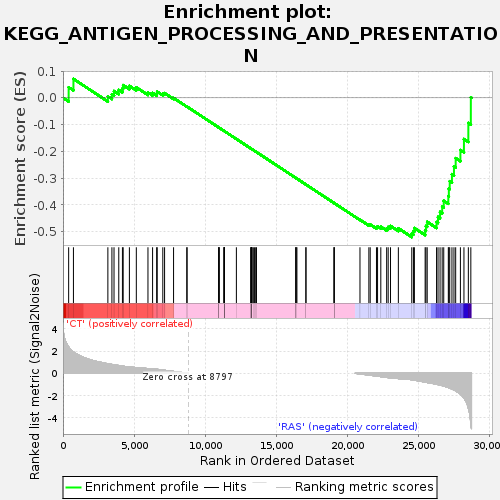 Enrichment plot:
KEGG_ANTIGEN_PROCESSING_AND_PRESENTATIO
N
Enrichment score (ES)
0.1
0.0
-0.1
-0.2
-0.3
-0.4
-0.5
'CT' (positively correlated)
Ranked list metric (Signal2Noise)
4
2
0
-2
-4
Zero cross at 8797
'RAS' (negatively correlated)
0 5,000 10,000 15,000 20,000 25,000 30,000
Rank in Ordered Dataset
Enrichment profile Hits Ranking metric scores